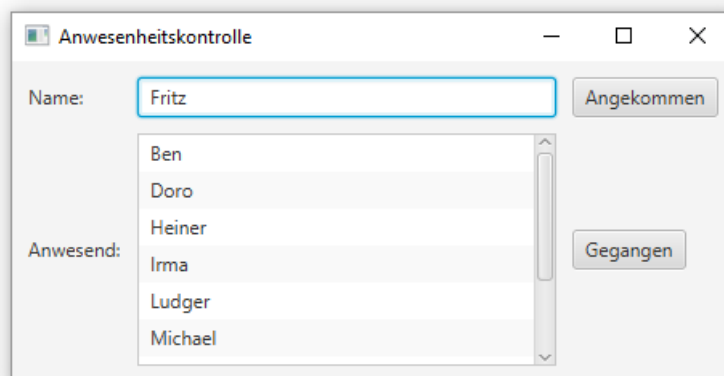 Anwesenheitskontrolle
Name: Fritz Angekommen
Ben
Doro
Heiner
Anwesend: Irma Gegangen
Ludger
Michael